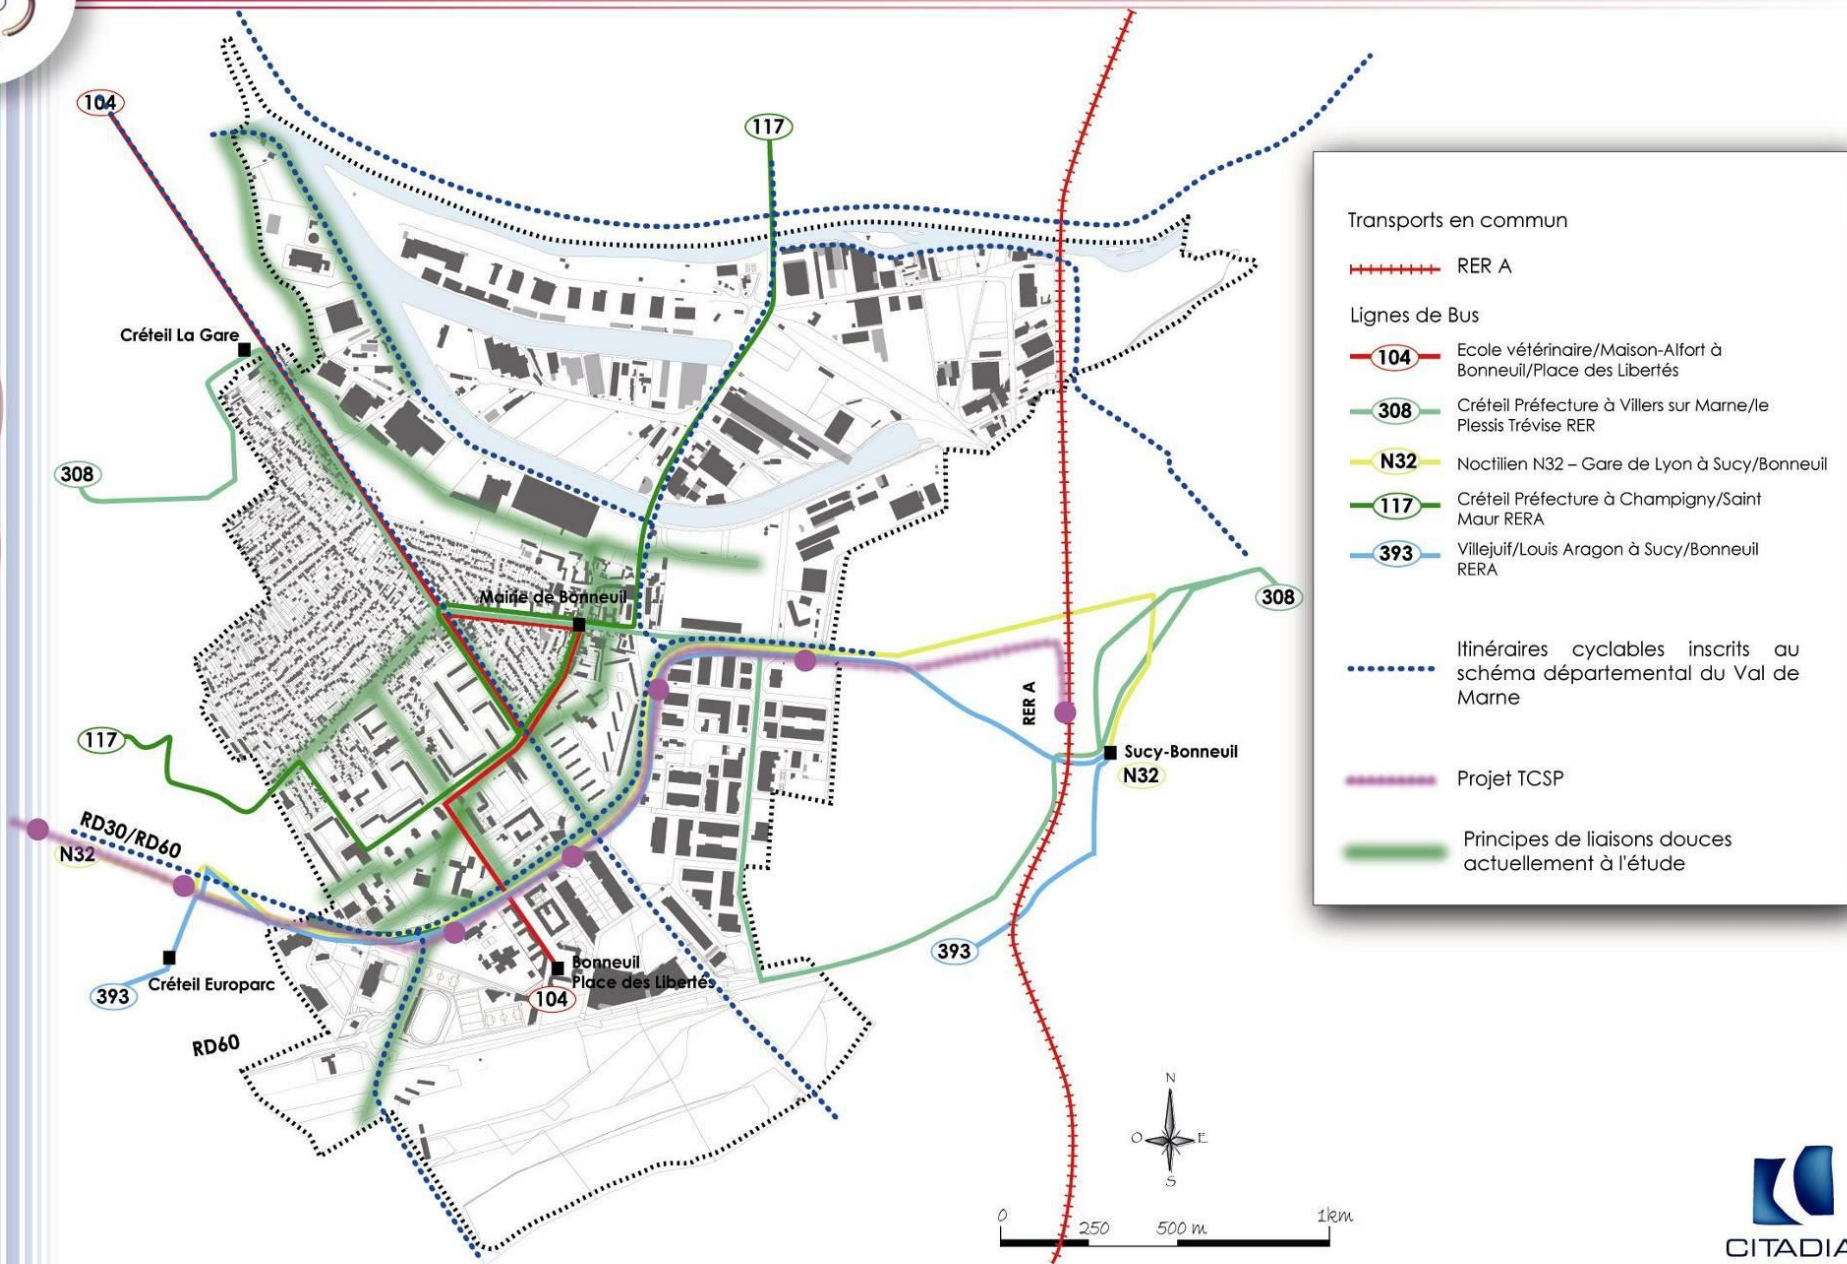 104
117
Créteil La Gare
308
Mairie de Bonneuil
308
RER A
117
Sucy-Bonneuil
N32
RD30/RD60
N32
393
Créteil Europarc
393
Bonneuil
Place des Libertés
104
RD60
N
O
E
S
0
250
500 m
1km
Transports en commun
RER A
Lignes de Bus
104
Ecole vétérinaire/Maison-Alfort à
Bonneuil/Place des Libertés
308
Créteil Préfecture à Villers sur Marne/le
Plessis Trévise RER
N32
Noctilien N32 – Gare de Lyon à Sucy/Bonneuil
117
Créteil Préfecture à Champigny/Saint
Maur RERA
393
Villejuif/Louis Aragon à Sucy/Bonneuil
RERA
Itinéraires cyclables inscrits au
schéma départemental du Val de
Marne
Projet TCSP
Principes de liaisons douces
actuellement à l'étude
CITADIA